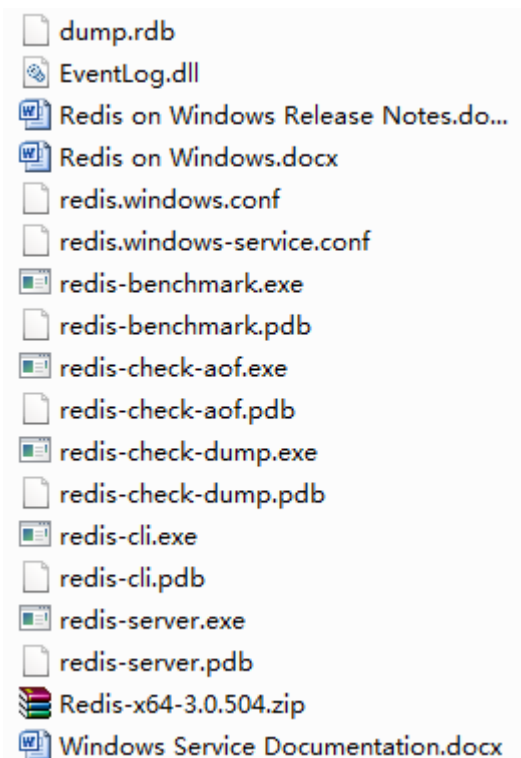 dump.rdb
EventLog.dll
Redis on Windows Release Notes.do...
Redis on Windows.docx
redis.windows.conf
redis.windows-service.conf
redis-benchmark.exe
redis-benchmark.pdb
redis-check-aof.exe
redis-check-aof.pdb
redis-check-dump.exe
redis-check-dump.pdb
redis-cli.exe
redis-cli.pdb
redis-server.exe
redis-server.pdb
Redis-x64-3.0.504.zip
Windows Service Documentation.docx